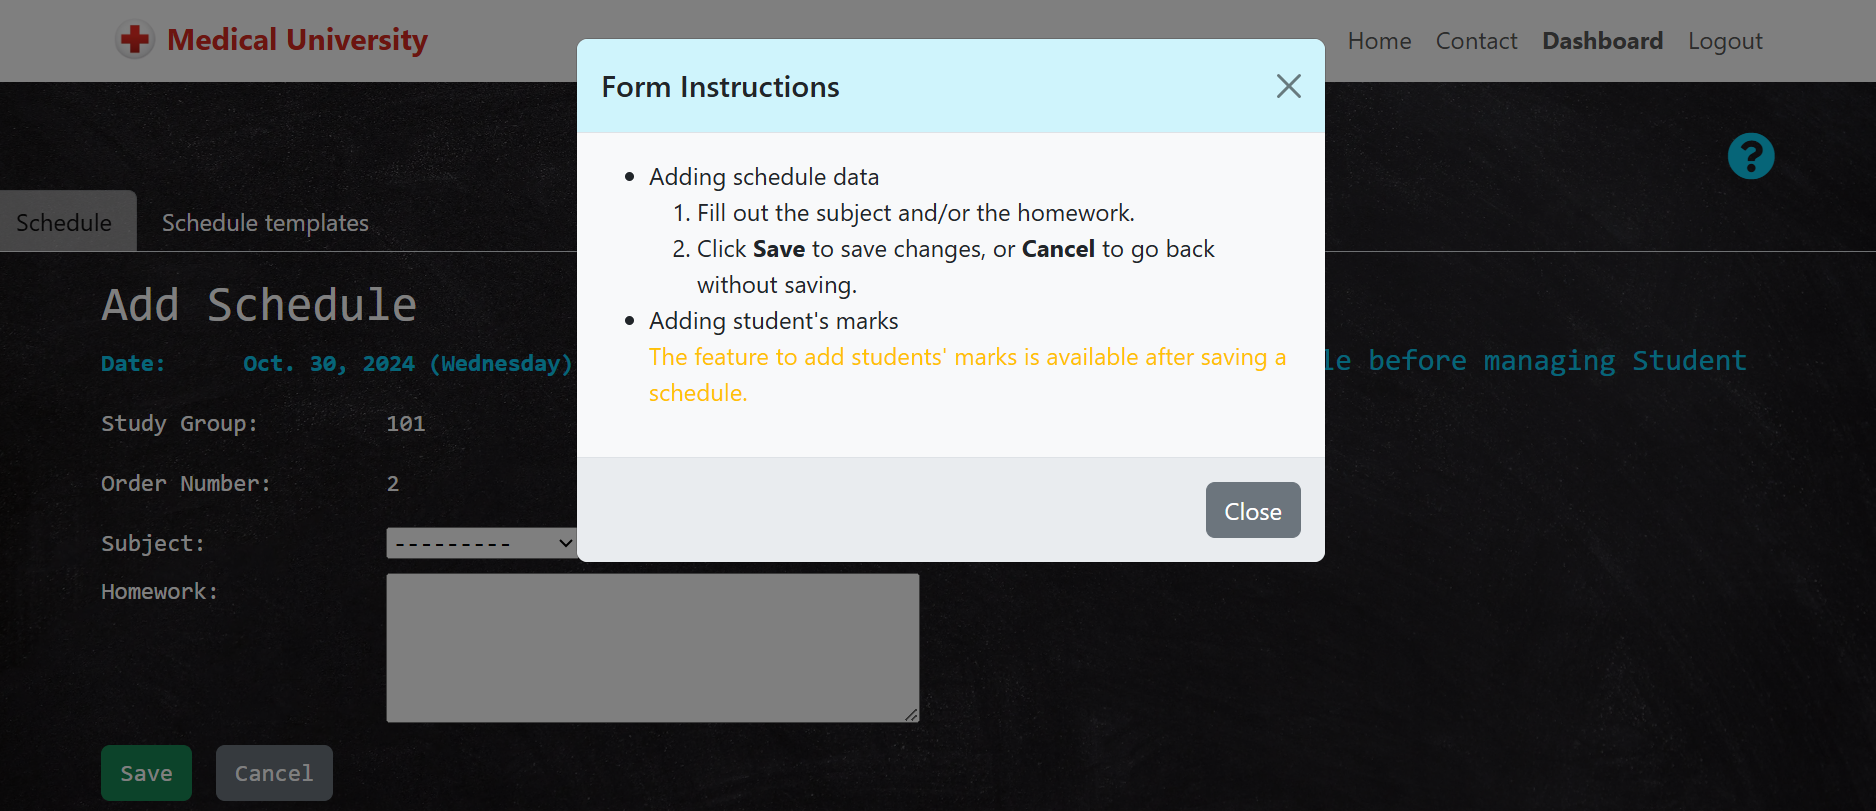 Medical University
Home Contact Dashboard Logout
Form Instructions
Schedule
Schedule templates
• Adding schedule data
1. Fill out the subject and/or the homework.
2. Click Save to save changes, or Cancel to go back
without saving.
• Adding student's marks
The feature to add students' marks is available after saving a
schedule.
Close
Add Schedule
Date: Oct. 30, 2024 (Wednesday)
before managing Student
Study Group: 101
Order Number: 2
Subject: ---------
Homework:
Save
Cancel